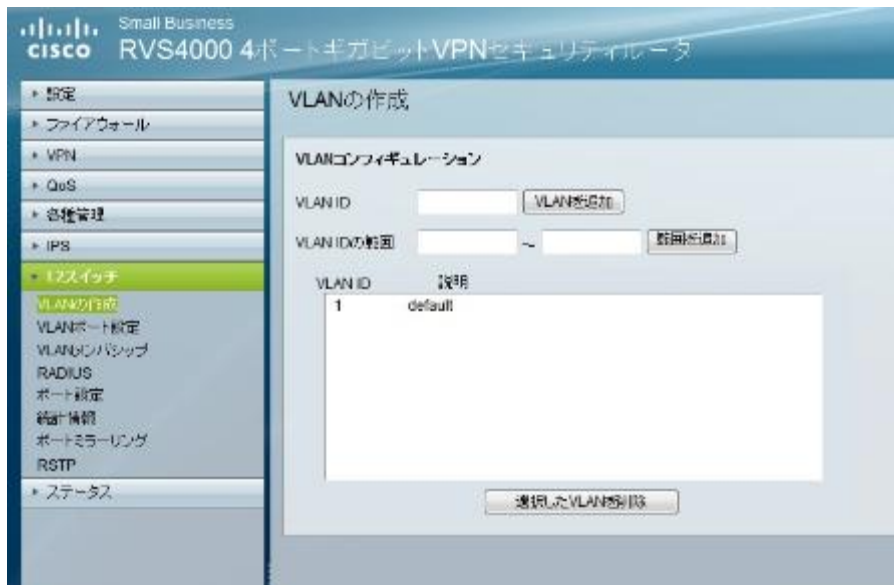 Small Business
CISCO RVS4000 4ポートギガビットVPNセキュリティルータ
設定
ファイアウォール
VPN
QoS
各種管理
IPS
L2スイッチ
VLANの作成
VLANポート設定
VLANメンバシップ
RADIUS
ポート設定
統計情報
ポートミラーリング
RSTP
ステータス
VLANの作成
VLANコンフィギュレーション
VLAN ID VLANを追加
VLAN IDの範囲 ~ 範囲を追加
VLAN ID 説明
1 default
選択したVLANを削除